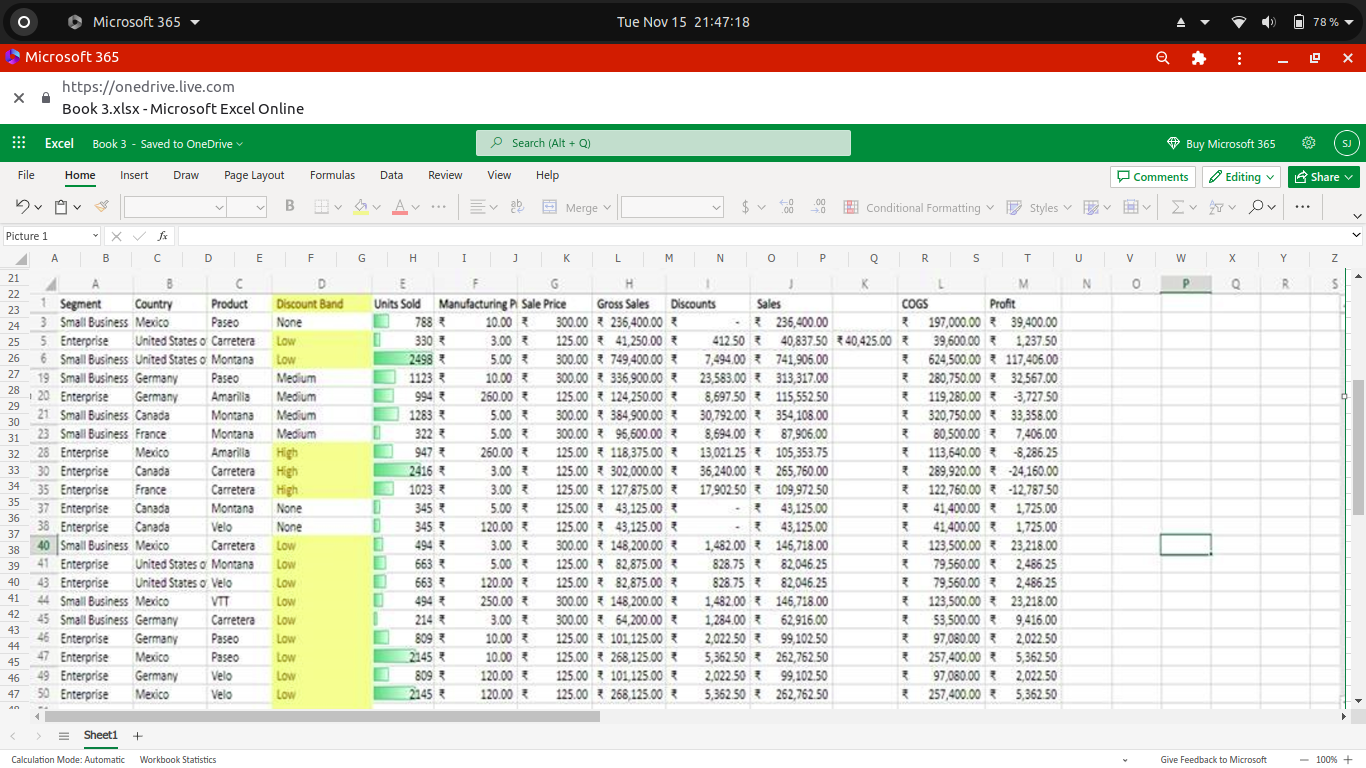 Microsoft 365 Tue Nov 15 21:47:18 78 %
Microsoft 365
https://onedrive.live.com
Book 3.xlsx - Microsoft Excel Online
Excel Book 3 - Saved to OneDrive Search (Alt + Q) Buy Microsoft 365 SJ
File Home Insert Draw Page Layout Formulas Data Review View Help Comments Editing Share
B A Merge $ .00 .00 Conditional Formatting Styles
Picture 1 fx
A B C D E F G H I J K L M N O P Q R S T U V W X Y Z
21
22
23
24
25
26
27
28
29
30
31
32
33
34
35
36
37
38
39
40
41
42
43
44
45
46
47
A B C D E F G H I J K L M N O P Q R S
1 Segment Country Product Discount Band Units Sold Manufacturing Pr Sale Price Gross Sales Discounts Sales COGS Profit
3 Small Business Mexico Paseo None 788 ₹ 10.00 ₹ 300.00 ₹ 236,400.00 ₹ - ₹ 236,400.00 ₹ 197,000.00 ₹ 39,400.00
5 Enterprise United States o Carretera Low 330 ₹ 3.00 ₹ 125.00 ₹ 41,250.00 ₹ 412.50 ₹ 40,837.50 ₹ 40,425.00 ₹ 39,600.00 ₹ 1,237.50
6 Small Business United States o Montana Low 2498 ₹ 5.00 ₹ 300.00 ₹ 749,400.00 ₹ 7,494.00 ₹ 741,906.00 ₹ 624,500.00 ₹ 117,406.00
19 Small Business Germany Paseo Medium 1123 ₹ 10.00 ₹ 300.00 ₹ 336,900.00 ₹ 23,583.00 ₹ 313,317.00 ₹ 280,750.00 ₹ 32,567.00
20 Enterprise Germany Amarilla Medium 994 ₹ 260.00 ₹ 125.00 ₹ 124,250.00 ₹ 8,697.50 ₹ 115,552.50 ₹ 119,280.00 ₹ -3,727.50
21 Small Business Canada Montana Medium 1283 ₹ 5.00 ₹ 300.00 ₹ 384,900.00 ₹ 30,792.00 ₹ 354,108.00 ₹ 320,750.00 ₹ 33,358.00
23 Small Business France Montana Medium 322 ₹ 5.00 ₹ 300.00 ₹ 96,600.00 ₹ 8,694.00 ₹ 87,906.00 ₹ 80,500.00 ₹ 7,406.00
28 Enterprise Mexico Amarilla High 947 ₹ 260.00 ₹ 125.00 ₹ 118,375.00 ₹ 13,021.25 ₹ 105,353.75 ₹ 113,640.00 ₹ -8,286.25
30 Enterprise Canada Carretera High 2416 ₹ 3.00 ₹ 125.00 ₹ 302,000.00 ₹ 36,240.00 ₹ 265,760.00 ₹ 289,920.00 ₹ -24,160.00
35 Enterprise France Carretera High 1023 ₹ 3.00 ₹ 125.00 ₹ 127,875.00 ₹ 17,902.50 ₹ 109,972.50 ₹ 122,760.00 ₹ -12,787.50
37 Enterprise Canada Montana None 345 ₹ 5.00 ₹ 125.00 ₹ 43,125.00 ₹ - ₹ 43,125.00 ₹ 41,400.00 ₹ 1,725.00
38 Enterprise Canada Velo None 345 ₹ 120.00 ₹ 125.00 ₹ 43,125.00 ₹ - ₹ 43,125.00 ₹ 41,400.00 ₹ 1,725.00
40 Small Business Mexico Carretera Low 494 ₹ 3.00 ₹ 300.00 ₹ 148,200.00 ₹ 1,482.00 ₹ 146,718.00 ₹ 123,500.00 ₹ 23,218.00
41 Enterprise United States o Montana Low 663 ₹ 5.00 ₹ 125.00 ₹ 82,875.00 ₹ 828.75 ₹ 82,046.25 ₹ 79,560.00 ₹ 2,486.25
43 Enterprise United States o Velo Low 663 ₹ 120.00 ₹ 125.00 ₹ 82,875.00 ₹ 828.75 ₹ 82,046.25 ₹ 79,560.00 ₹ 2,486.25
44 Small Business Mexico VTT Low 494 ₹ 250.00 ₹ 300.00 ₹ 148,200.00 ₹ 1,482.00 ₹ 146,718.00 ₹ 123,500.00 ₹ 23,218.00
45 Small Business Germany Carretera Low 214 ₹ 3.00 ₹ 300.00 ₹ 64,200.00 ₹ 1,284.00 ₹ 62,916.00 ₹ 53,500.00 ₹ 9,416.00
46 Enterprise Germany Paseo Low 809 ₹ 10.00 ₹ 125.00 ₹ 101,125.00 ₹ 2,022.50 ₹ 99,102.50 ₹ 97,080.00 ₹ 2,022.50
47 Enterprise Mexico Paseo Low 2145 ₹ 10.00 ₹ 125.00 ₹ 268,125.00 ₹ 5,362.50 ₹ 262,762.50 ₹ 257,400.00 ₹ 5,362.50
49 Enterprise Germany Velo Low 809 ₹ 120.00 ₹ 125.00 ₹ 101,125.00 ₹ 2,022.50 ₹ 99,102.50 ₹ 97,080.00 ₹ 2,022.50
50 Enterprise Mexico Velo Low 2145 ₹ 120.00 ₹ 125.00 ₹ 268,125.00 ₹ 5,362.50 ₹ 262,762.50 ₹ 257,400.00 ₹ 5,362.50
Sheet1
Calculation Mode: Automatic Workbook Statistics Give Feedback to Microsoft 100%